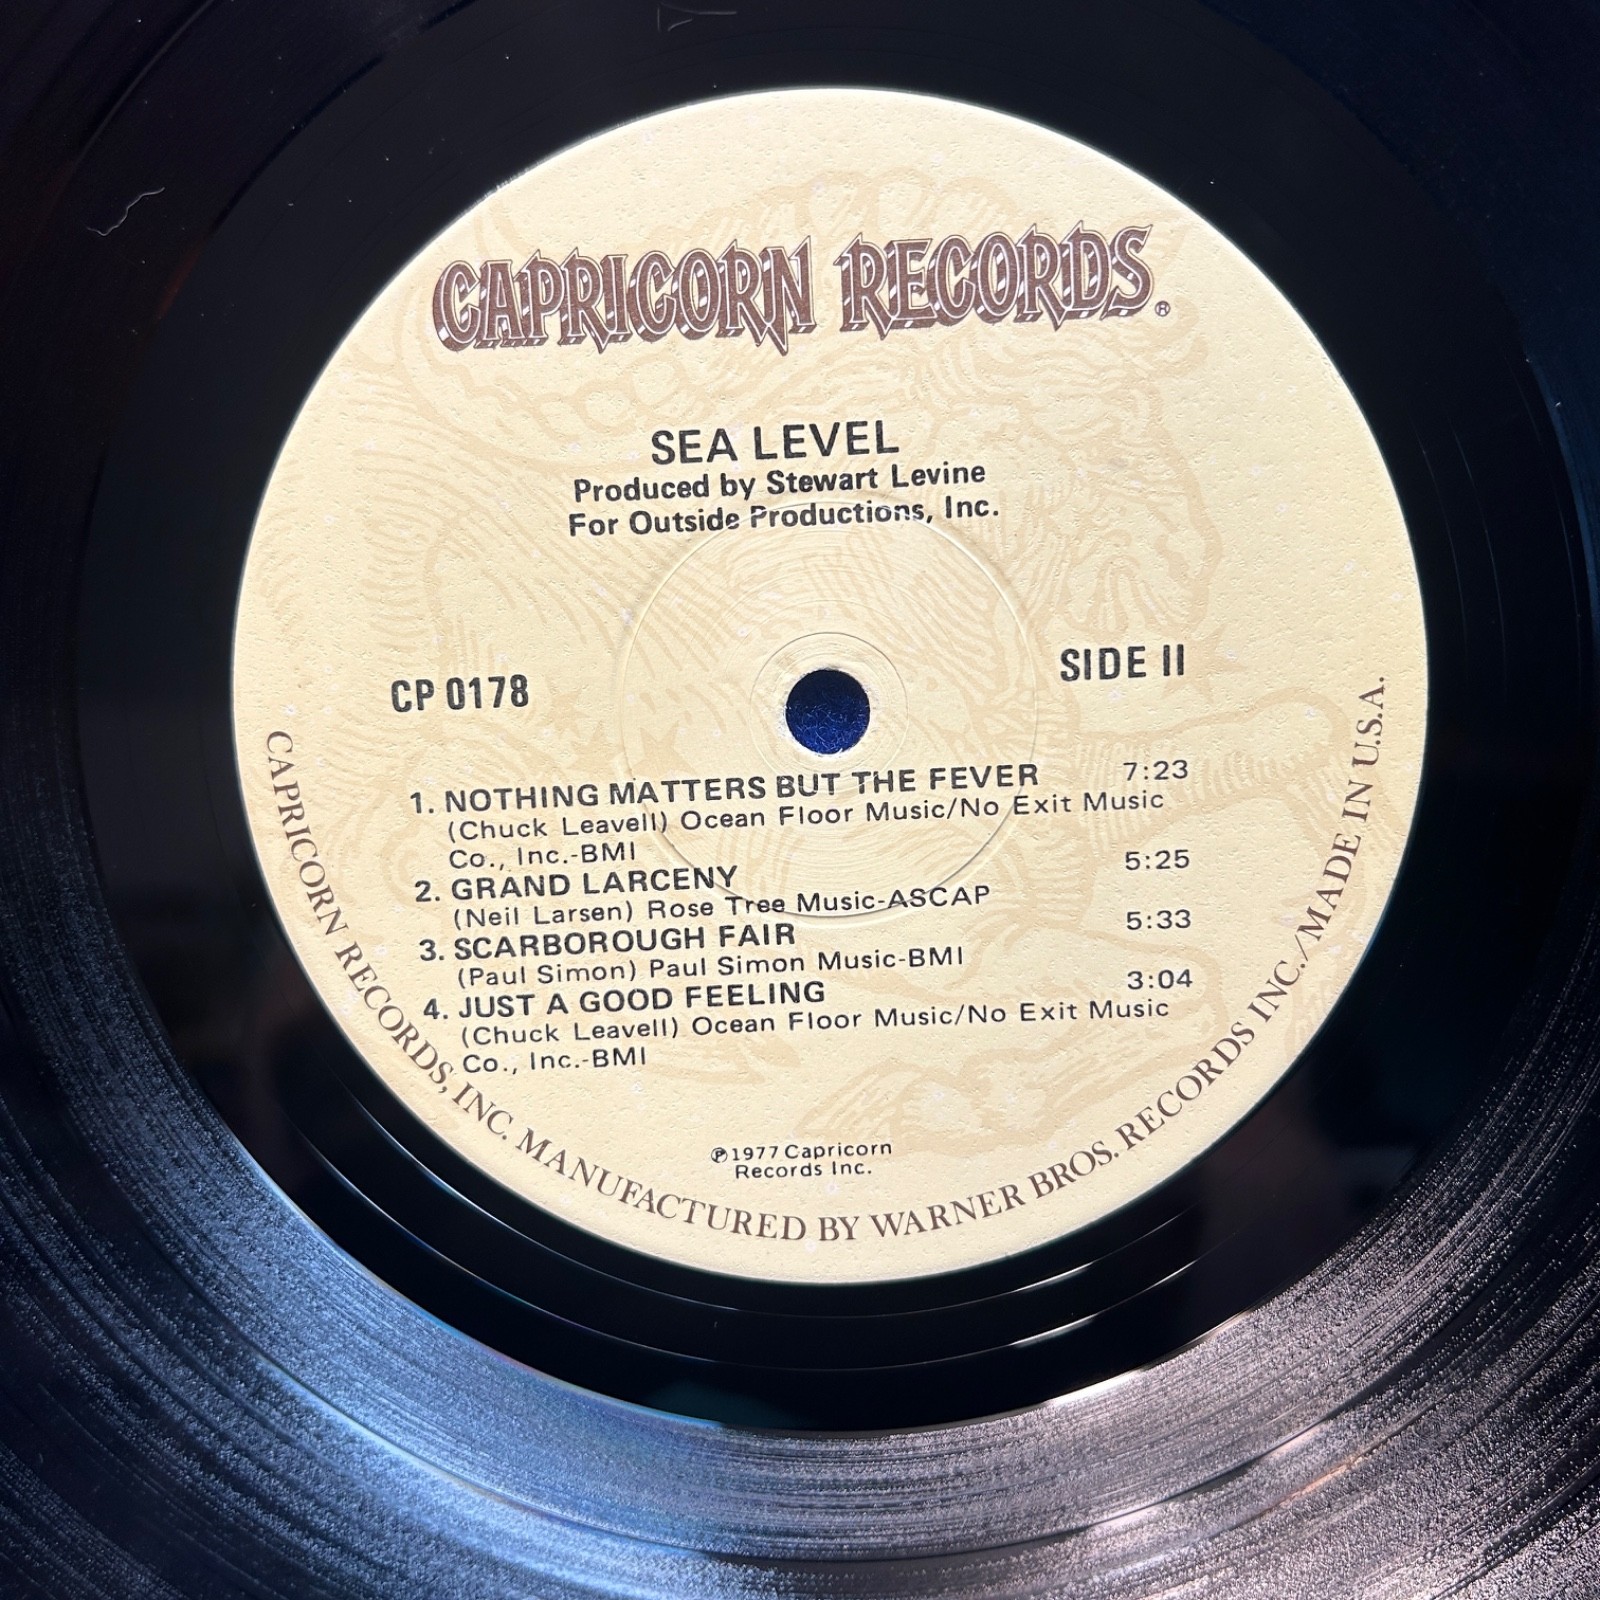 CAPRICORN RECORDS®
SEA LEVEL
Produced by Stewart Levine
For Outside Productions, Inc.
CP 0178
SIDE II
1. NOTHING MATTERS BUT THE FEVER 7:23
(Chuck Leavell) Ocean Floor Music/No Exit Music
Co., Inc.-BMI
2. GRAND LARCENY 5:25
(Neil Larsen) Rose Tree Music-ASCAP
3. SCARBOROUGH FAIR 5:33
(Paul Simon) Paul Simon Music-BMI
4. JUST A GOOD FEELING 3:04
(Chuck Leavell) Ocean Floor Music/No Exit Music
Co., Inc.-BMI
℗1977 Capricorn
Records Inc.
CAPRICORN RECORDS, INC. MANUFACTURED BY WARNER BROS. RECORDS INC./MADE IN U.S.A.